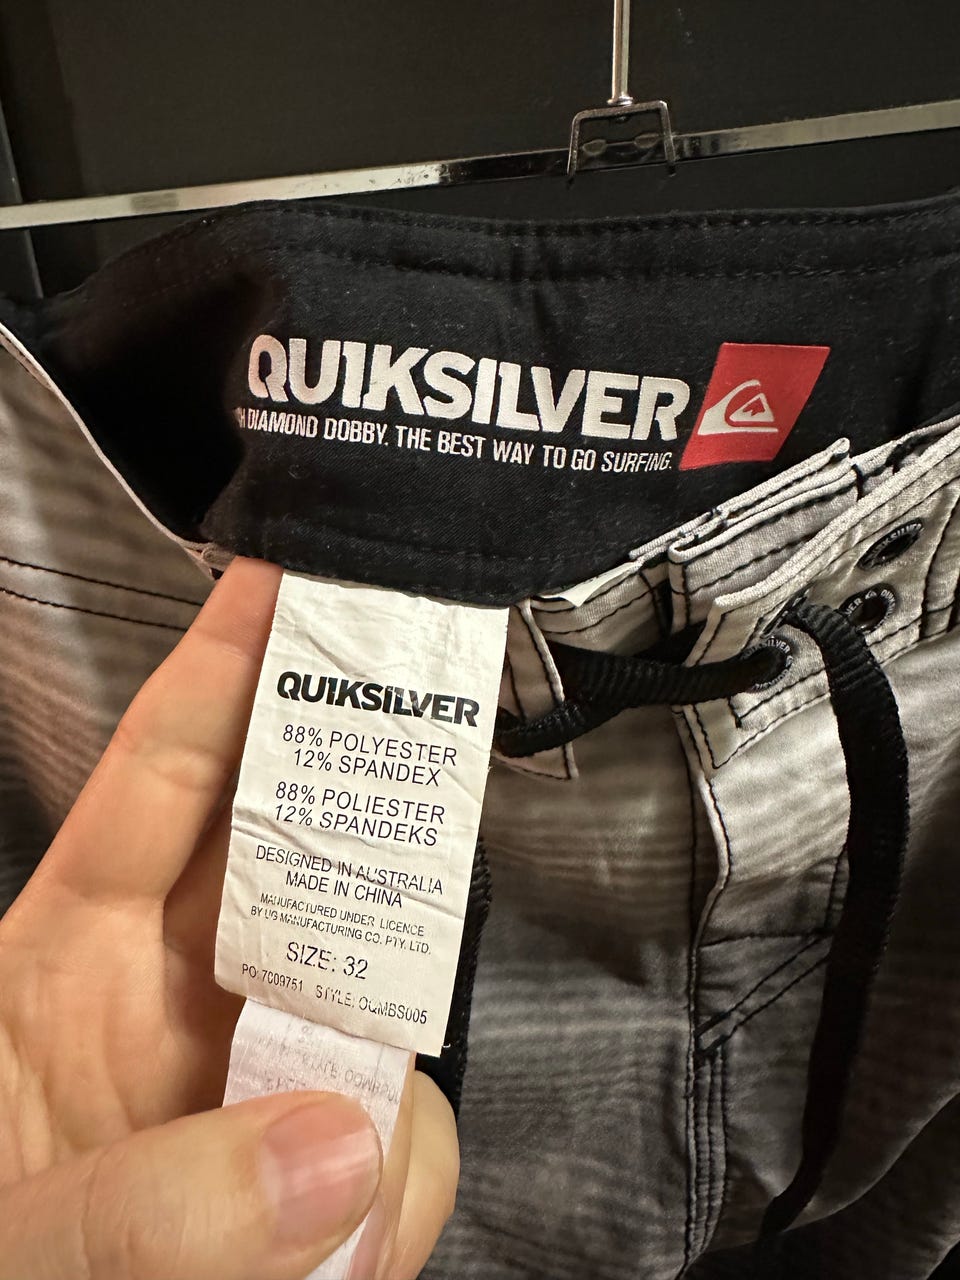 QUIKSILVER
DIAMOND DOBBY. THE BEST WAY TO GO SURFING.
QUIKSILVER
QUIKSILVER
88% POLYESTER
12% SPANDEX
88% POLIESTER
12% SPANDEKS
DESIGNED IN AUSTRALIA
MADE IN CHINA
MANUFACTURED UNDER LICENCE
BY UG MANUFACTURING CO. PTY. LTD.
SIZE: 32
PO: 7009751 STYLE: OQMBS005